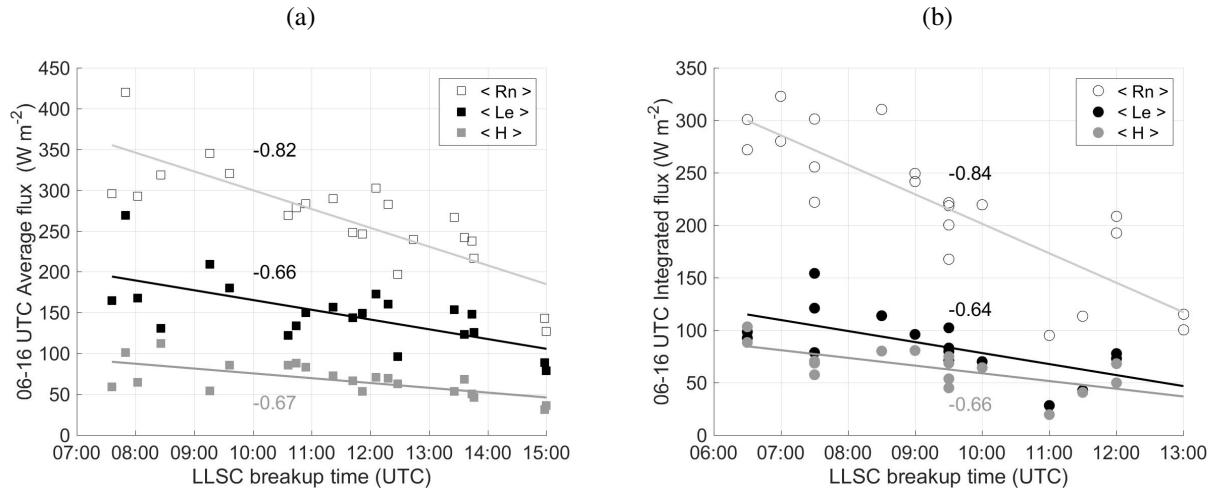 (a)
06-16 UTC Average flux (W m-2)
450
400
350
300
250
200
150
100
50
0
< Rn >
< Le >
< H >
-0.82
-0.66
-0.67
07:00 08:00 09:00 10:00 11:00 12:00 13:00 14:00 15:00
LLSC breakup time (UTC)
(b)
06-16 UTC Integrated flux (W m-2)
350
300
250
200
150
100
50
0
< Rn >
< Le >
< H >
-0.84
-0.64
-0.66
06:00 07:00 08:00 09:00 10:00 11:00 12:00 13:00
LLSC breakup time (UTC)